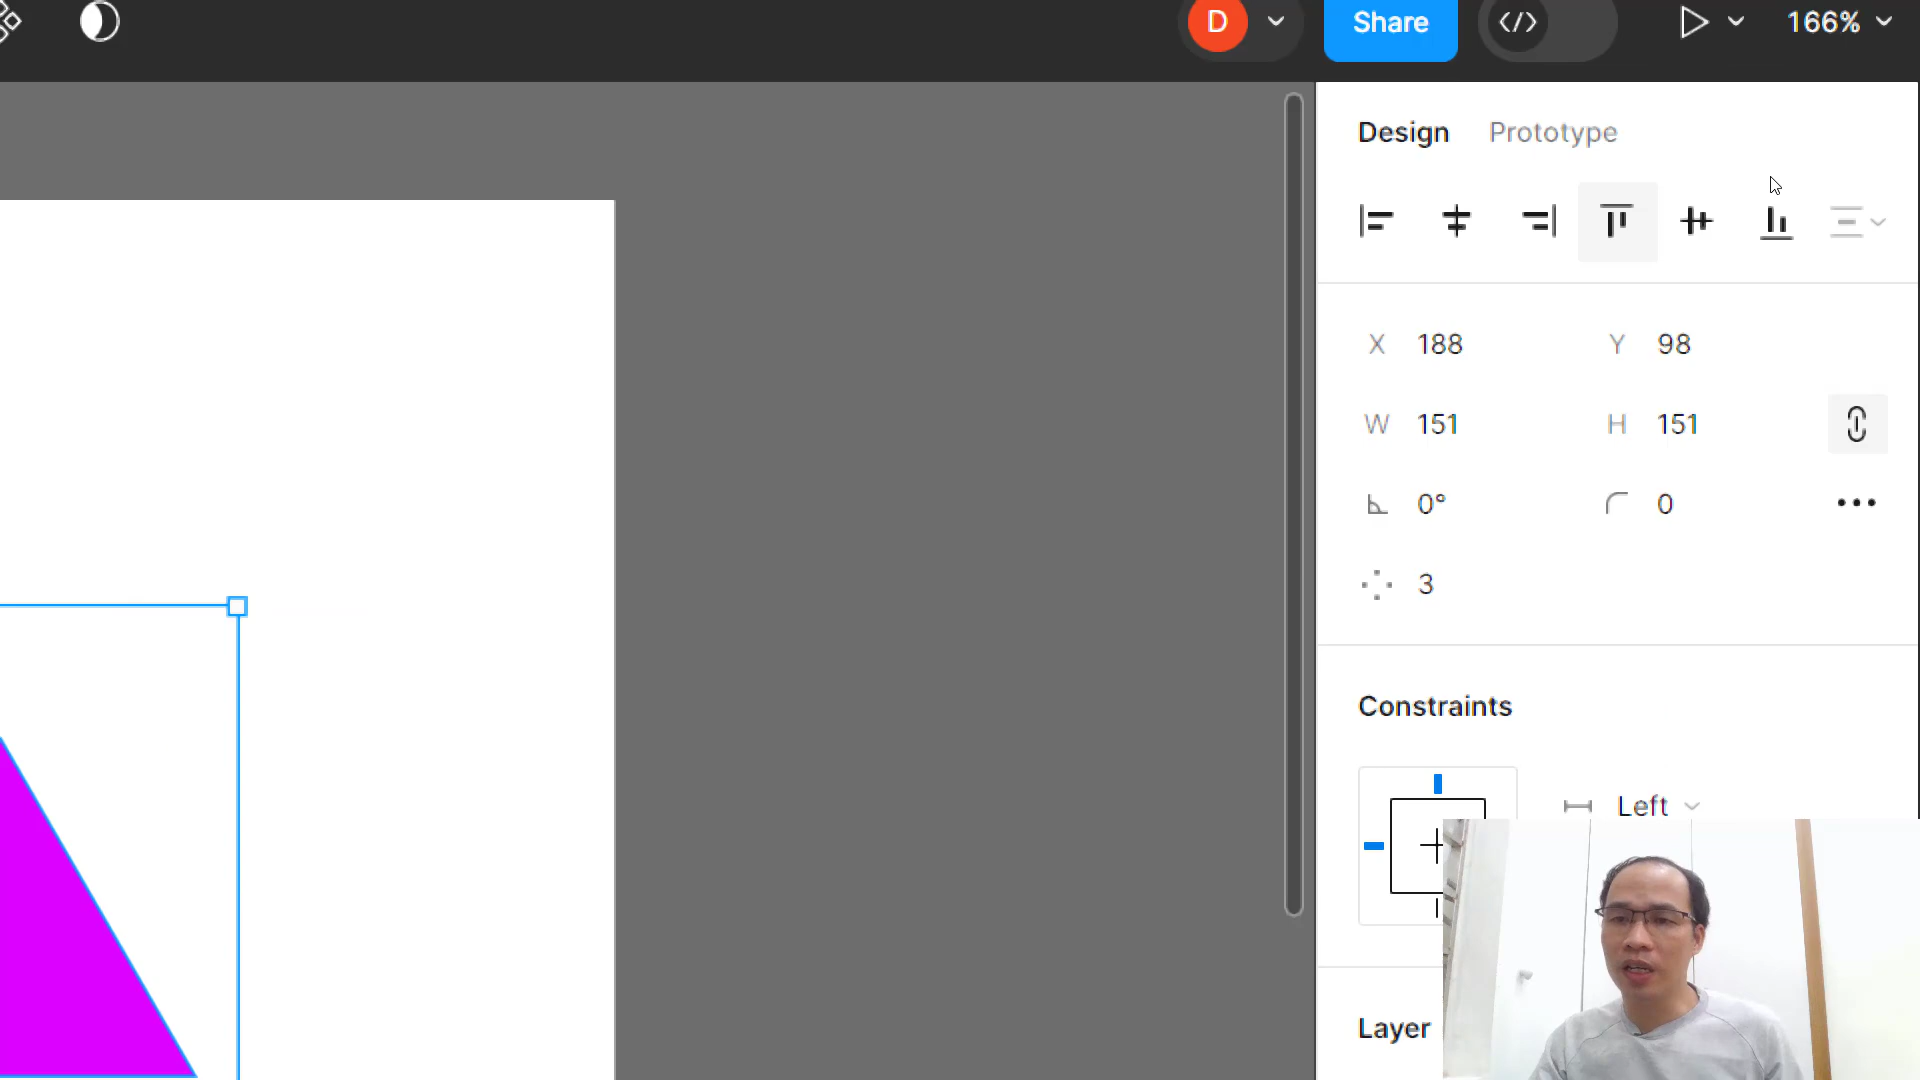 D
Share
</>
166%
Design Prototype
X 188 Y 98
W 151 H 151
0° 0
3
Constraints
Left
Layer